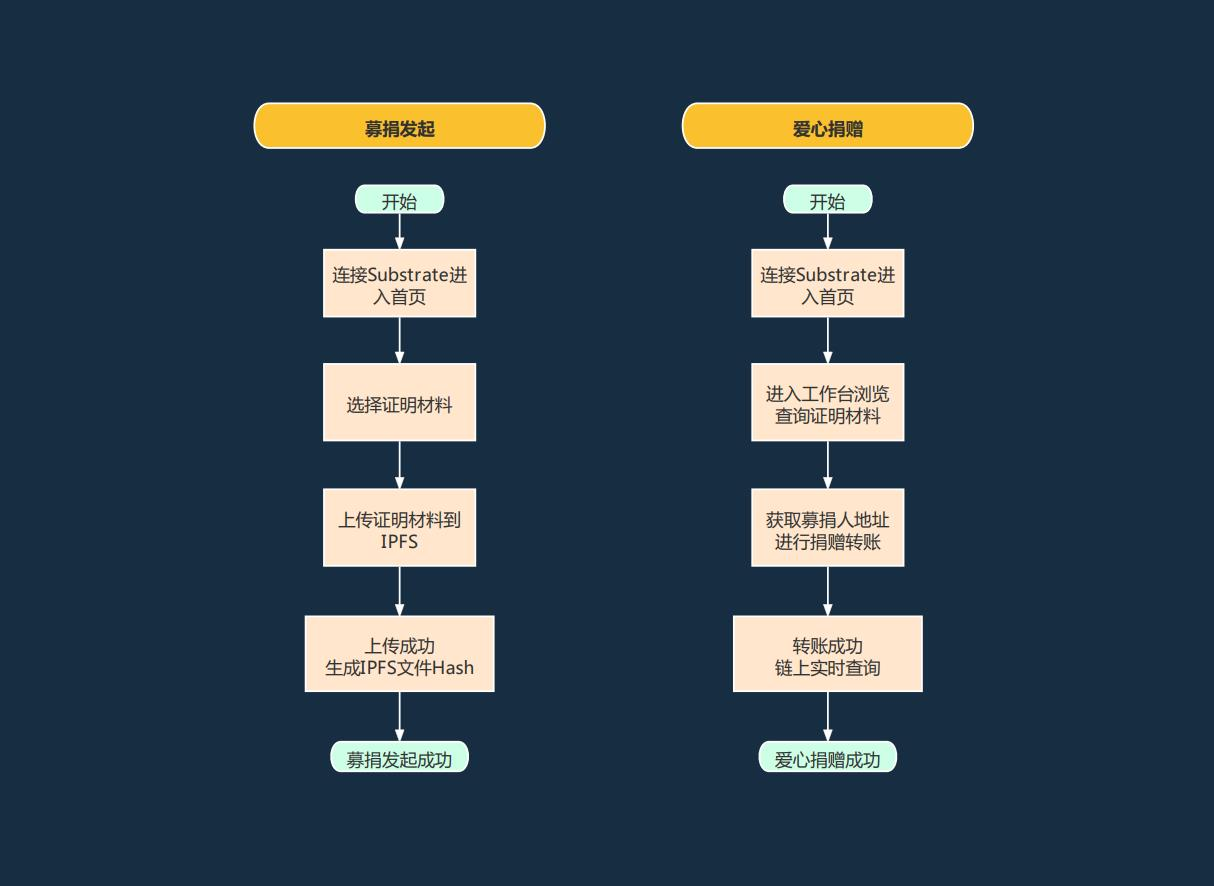 募捐发起
开始
连接Substrate进
入首页
选择证明材料
上传证明材料到
IPFS
上传成功
生成IPFS文件Hash
募捐发起成功
爱心捐赠
开始
连接Substrate进
入首页
进入工作台浏览
查询证明材料
获取募捐人地址
进行捐赠转账
转账成功
链上实时查询
爱心捐赠成功